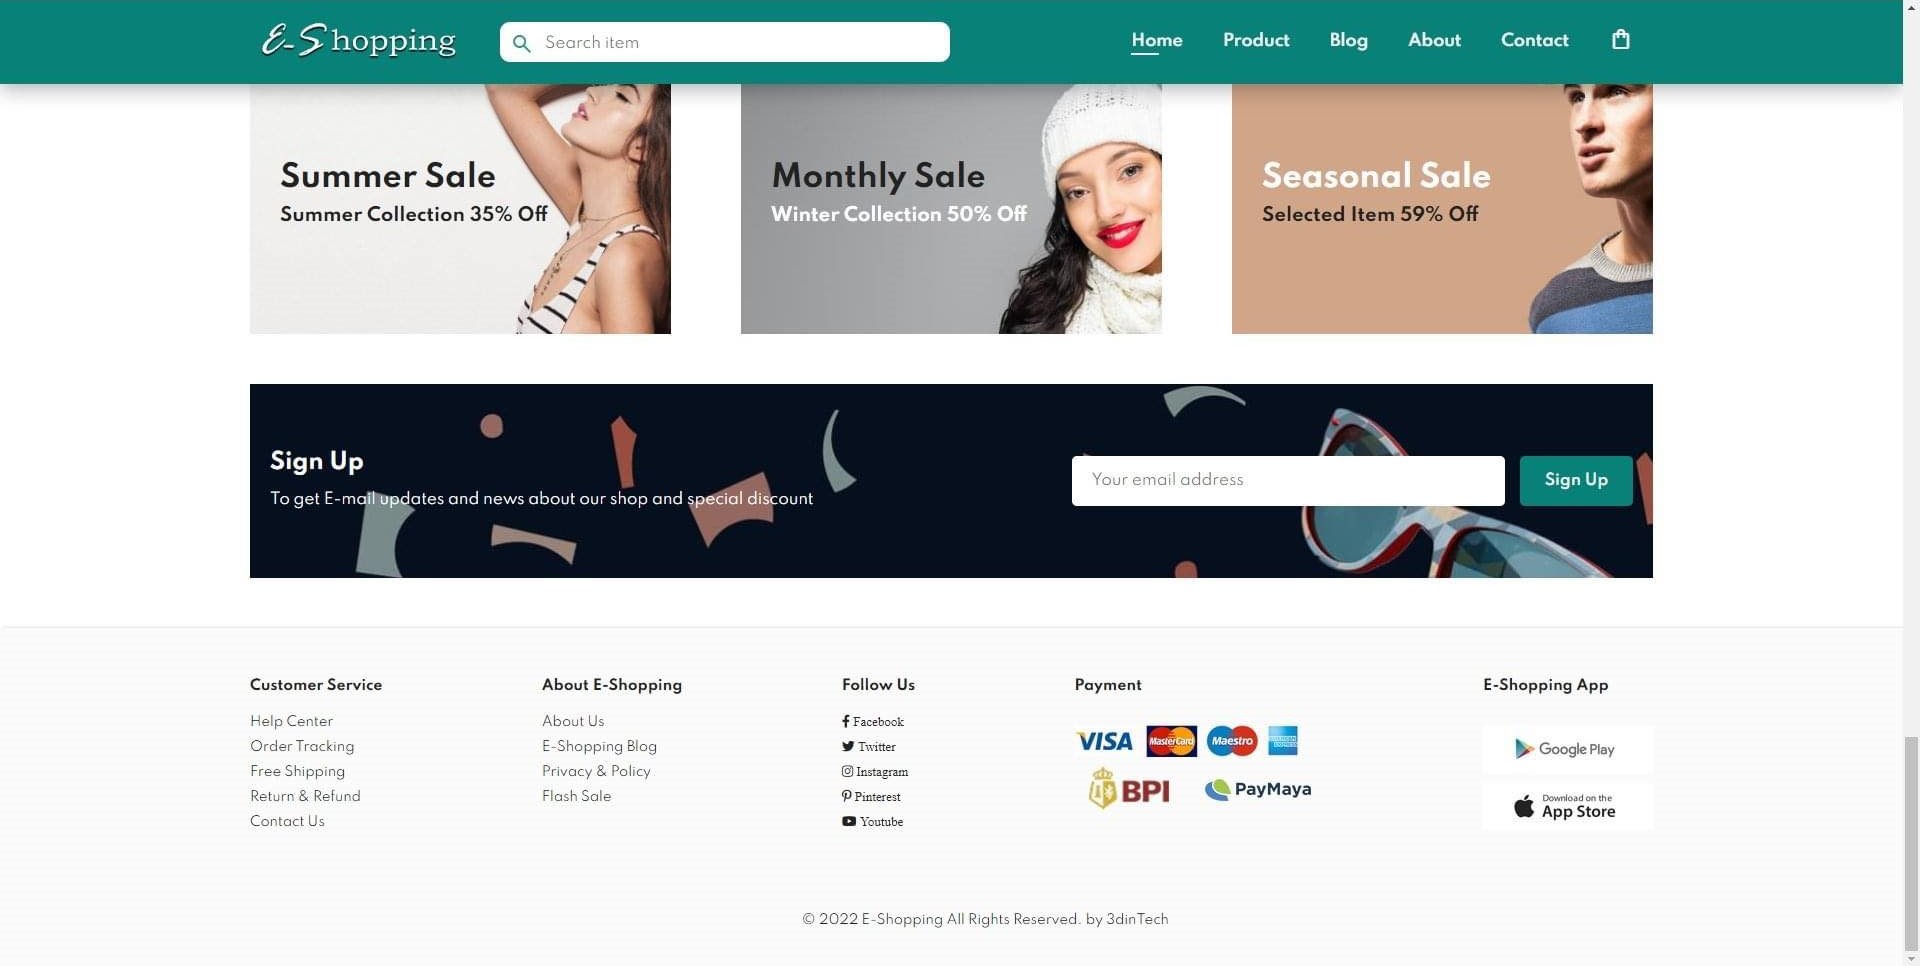 E-Shopping
Search item
Home Product Blog About Contact
Summer Sale
Summer Collection 35% Off
Monthly Sale
Winter Collection 50% Off
Seasonal Sale
Selected Item 59% Off
Sign Up
To get E-mail updates and news about our shop and special discount
Your email address
Sign Up
Customer Service
Help Center
Order Tracking
Free Shipping
Return & Refund
Contact Us
About E-Shopping
About Us
E-Shopping Blog
Privacy & Policy
Flash Sale
Follow Us
Facebook
Twitter
Instagram
Pinterest
Youtube
Payment
VISA MasterCard Maestro
BPI PayMaya
E-Shopping App
Google Play
Download on the
App Store
© 2022 E-Shopping All Rights Reserved. by 3dinTech